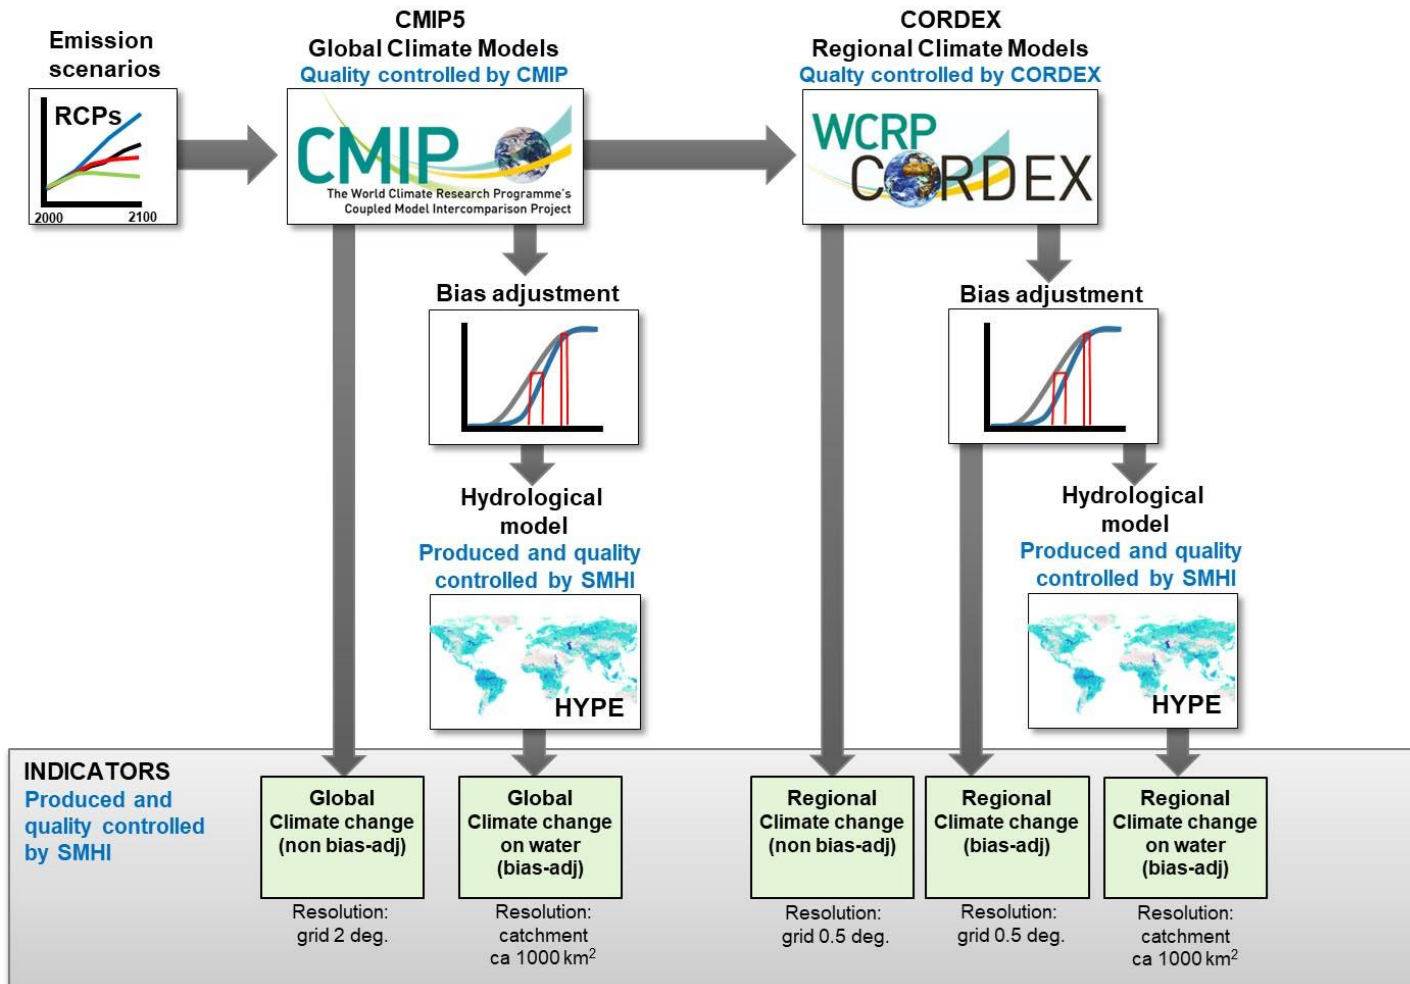 Emission
scenarios
RCPs
2000
2100
CMIP5
Global Climate Models
Quality controlled by CMIP
CMIP
The World Climate Research Programme's
Coupled Model Intercomparison Project
CORDEX
Regional Climate Models
Qualty controlled by CORDEX
WCRP
CORDEX
Bias adjustment
Hydrological
model
Produced and quality
controlled by SMHI
HYPE
Bias adjustment
Hydrological
model
Produced and quality
controlled by SMHI
HYPE
INDICATORS
Produced and
quality controlled
by SMHI
Global
Climate change
(non bias-adj)
Resolution:
grid 2 deg.
Global
Climate change
on water
(bias-adj)
Resolution:
catchment
ca 1000 km²
Regional
Climate change
(non bias-adj)
Resolution:
grid 0.5 deg.
Regional
Climate change
(bias-adj)
Resolution:
grid 0.5 deg.
Regional
Climate change
on water
(bias-adj)
Resolution:
catchment
ca 1000 km²